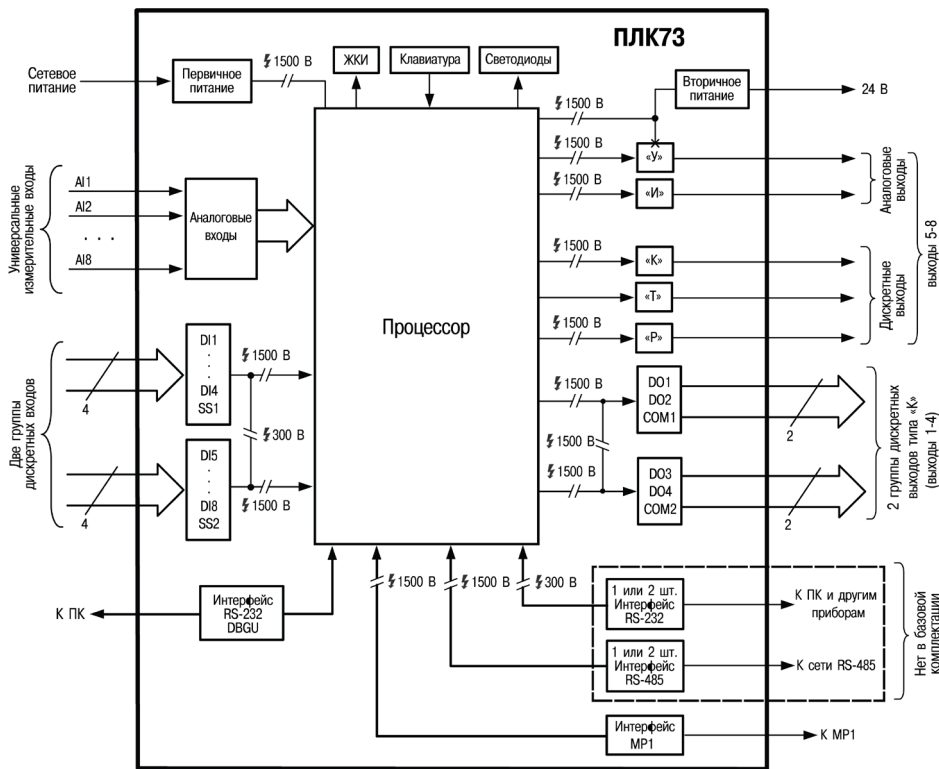 ПЛК73
Сетевое
питание
Первичное
питание
1500 В
ЖКИ
Клавиатура
Светодиоды
1500 В
Вторичное
питание
24 В
1500 В
«У»
1500 В
«И»
Аналоговые
выходы
Универсальные
измерительные входы
AI1
AI2
. . .
AI8
Аналоговые
входы
Процессор
1500 В
«К»
«Т»
1500 В
«Р»
Дискретные
выходы
выходы 5-8
Две группы
дискретных входов
4
DI1
.
.
DI4
SS1
1500 В
300 В
4
DI5
.
.
DI8
SS2
1500 В
1500 В
DO1
DO2
COM1
2
1500 В
1500 В
DO3
DO4
COM2
2
2 группы дискретных
выходов типа «К»
(выходы 1-4)
К ПК
Интерфейс
RS-232
DBGU
1500 В
1500 В
300 В
1 или 2 шт.
Интерфейс
RS-232
К ПК и другим
приборам
1 или 2 шт.
Интерфейс
RS-485
К сети RS-485
Нет в базовой
комплектации
Интерфейс
МР1
К МР1